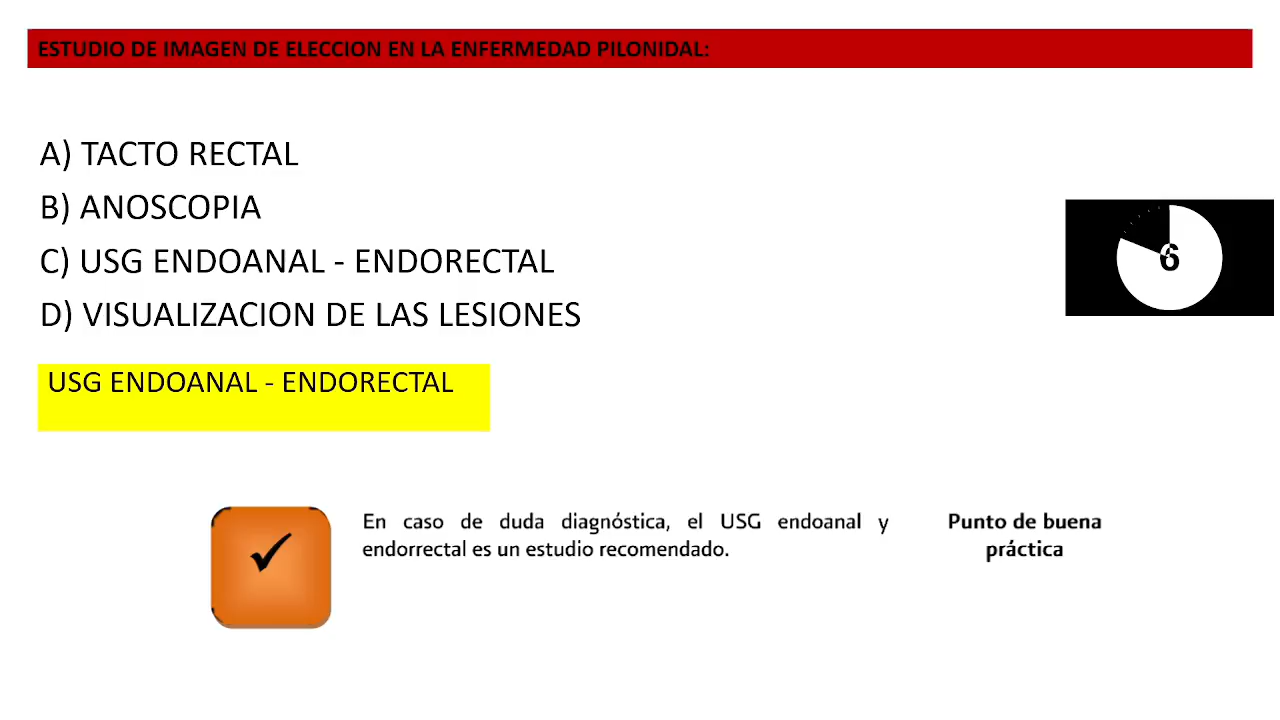 ESTUDIO DE IMAGEN DE ELECCION EN LA ENFERMEDAD PILONIDAL:
A) TACTO RECTAL
B) ANOSCOPIA
C) USG ENDOANAL - ENDORECTAL
6
D) VISUALIZACION DE LAS LESIONES
USG ENDOANAL - ENDORECTAL
En caso de duda diagnóstica, el USG endoanal y
endorrectal es un estudio recomendado.
Punto de buena
práctica